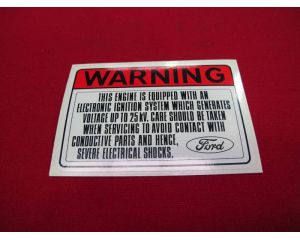 WARNING
THIS ENGINE IS EQUIPPED WITH AN
ELECTRONIC IGNITION SYSTEM WHICH GENERATES
VOLTAGE UP TO 25 kV. CARE SHOULD BE TAKEN
WHEN SERVICING TO AVOID CONTACT WITH
CONDUCTIVE PARTS AND HENCE,
SEVERE ELECTRICAL SHOCKS.
Ford